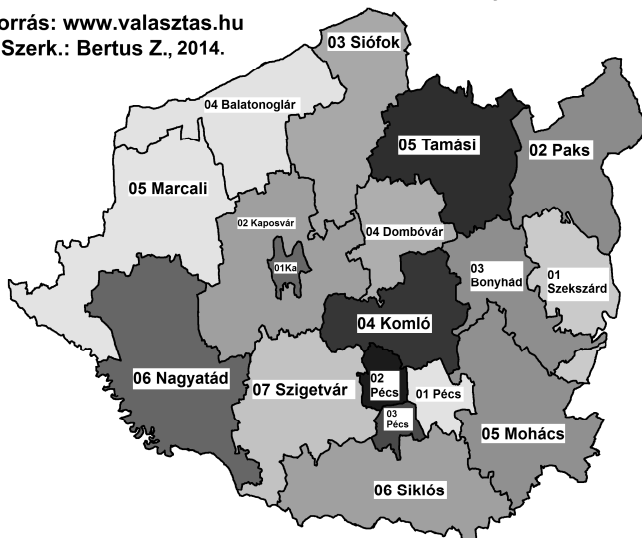 orrás: www.valasztas.hu
Szerk.: Bertus Z., 2014.
03 Siófok
04 Balatonoglár
05 Tamási
02 Paks
05 Marcali
02 Kaposvár
04 Dombóvár
01Ka
03
Bonyhád
01
Szekszárd
04 Komló
06 Nagyatád
07 Szigetvár
02
Pécs
01 Pécs
03
Pécs
05 Mohács
06 Siklós